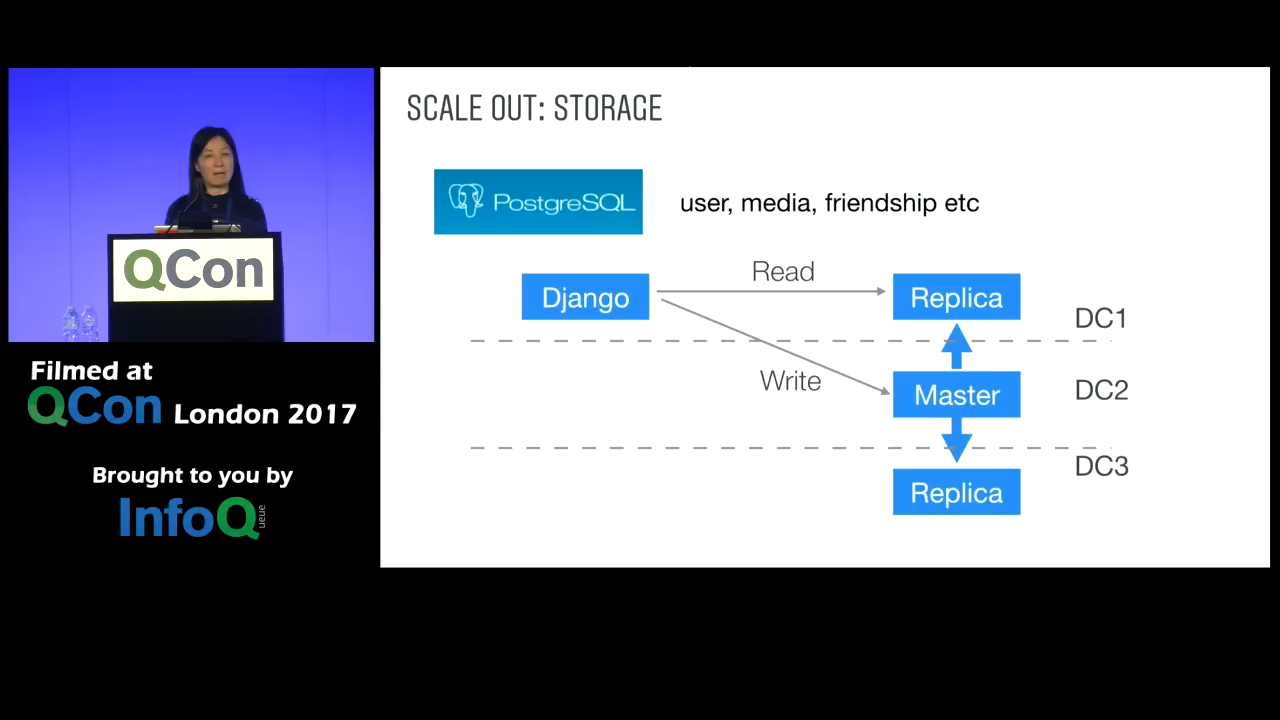 QCon
Filmed at
QCon London 2017
Brought to you by
InfoQ
ueue
SCALE OUT: STORAGE
PostgreSQL
user, media, friendship etc
Read
Django
Replica
DC1
Write
Master
DC2
DC3
Replica